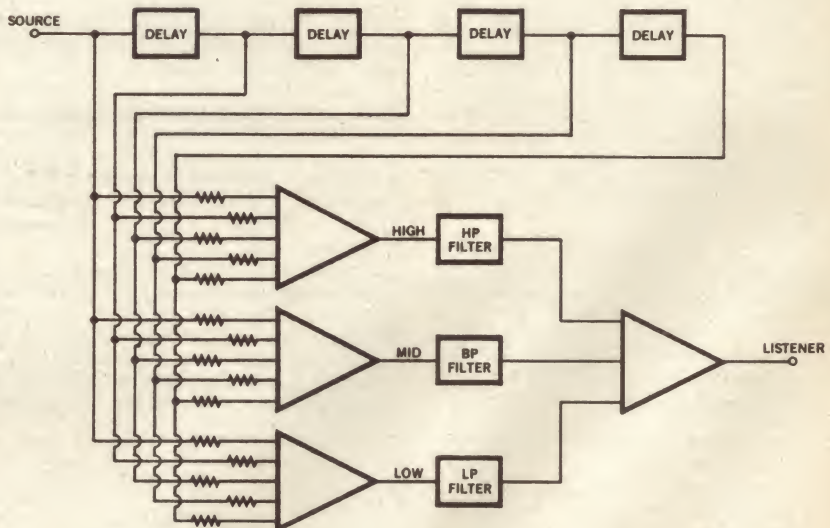 SOURCE
DELAY
DELAY
DELAY
DELAY
HIGH
HP
FILTER
MID
BP
FILTER
LISTENER
LOW
LP
FILTER